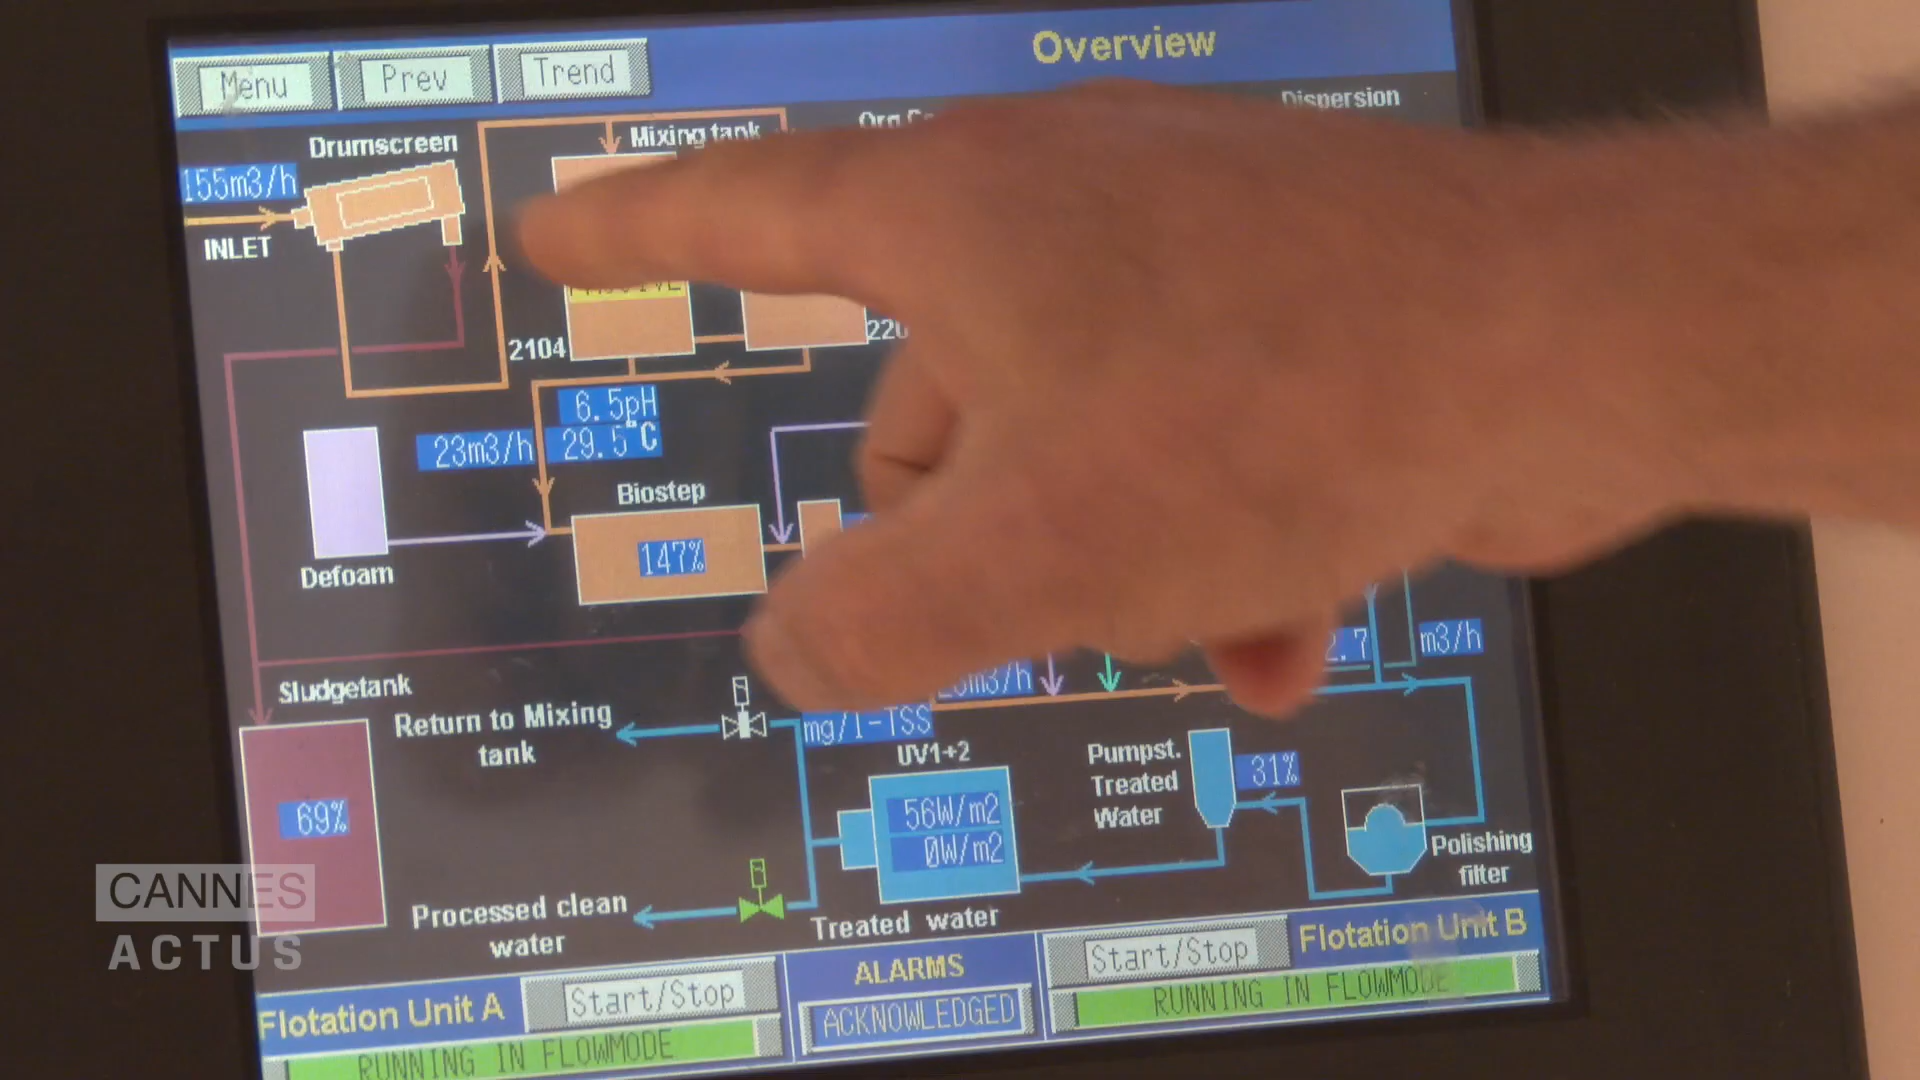 Overview
Menu
Prev
Trend
Dispersion
Drumscreen
Mixing tank
Org
155m3/h
INLET
2104
6.5pH
23m3/h
29.5°C
Biostep
147%
Defoam
m3/h
Sludgetank
Return to Mixing
tank
mg/l-TSS
UV1+2
Pumpst.
Treated
Water
31%
56W/m2
0W/m2
69%
Polishing
filter
Processed clean
water
Treated water
CANNES
ACTUS
Flotation Unit A
Start/Stop
RUNNING IN FLOWMODE
ALARMS
ACKNOWLEDGED
Start/Stop
Flotation Unit B
RUNNING IN FLOWMODE